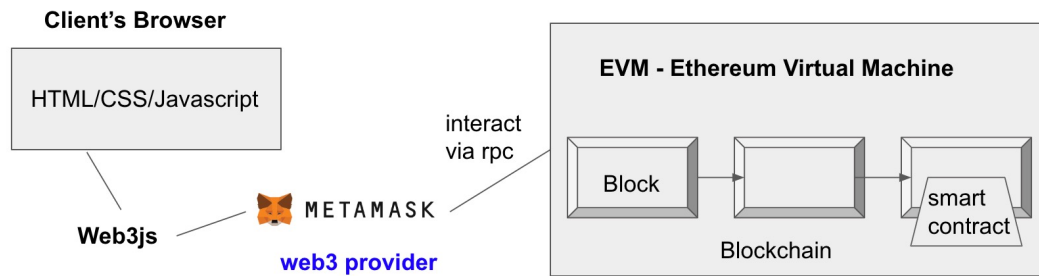 Client's Browser
HTML/CSS/Javascript
Web3js
METAMASK
web3 provider
interact
via rpc
EVM - Ethereum Virtual Machine
Block
smart
contract
Blockchain